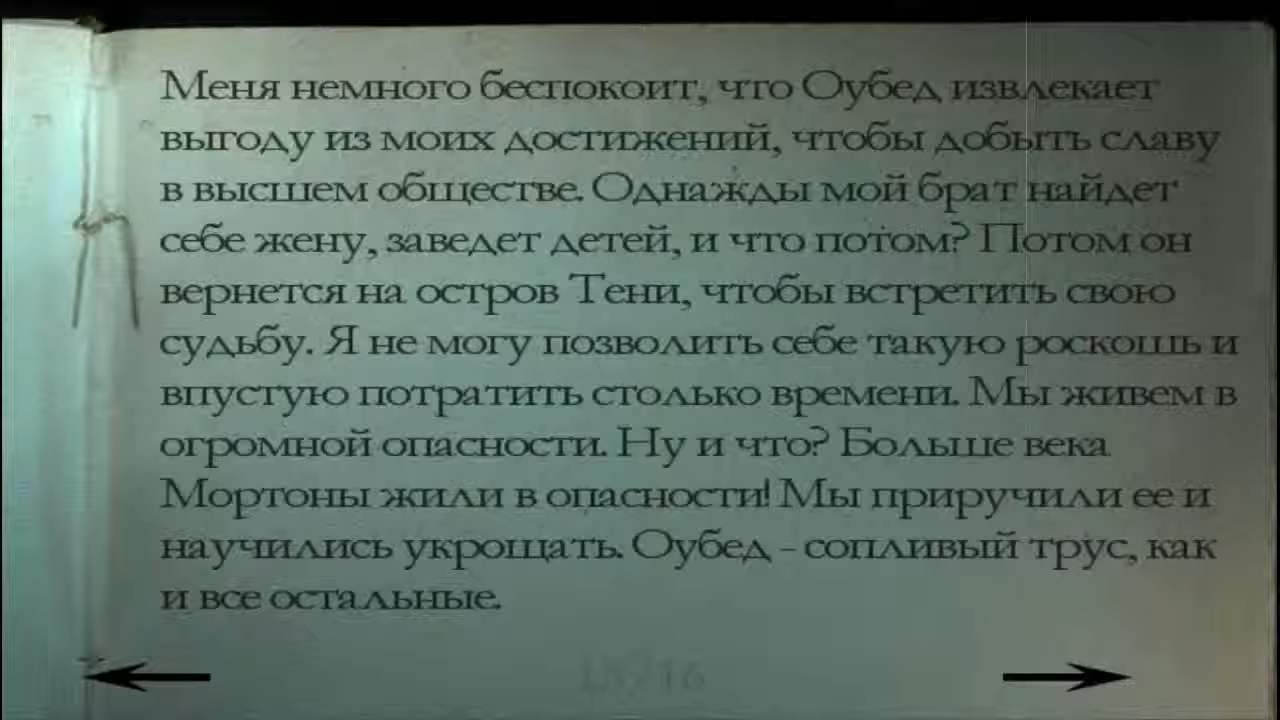 Меня немного беспокоит, что Оубед извлекает
выгоду из моих достижений, чтобы добыть славу
в высшем обществе. Однажды мой брат найдет
себе жену, заведет детей, и что потом? Потом он
вернется на остров Тени, чтобы встретить свою
судьбу. Я не могу позволить себе такую роскошь и
впустую потратить столько времени. Мы живем в
огромной опасности. Ну и что? Больше века
Мортоны жили в опасности! Мы приручили ее и
научились укрощать. Оубед - сопливый трус, как
и все остальные.